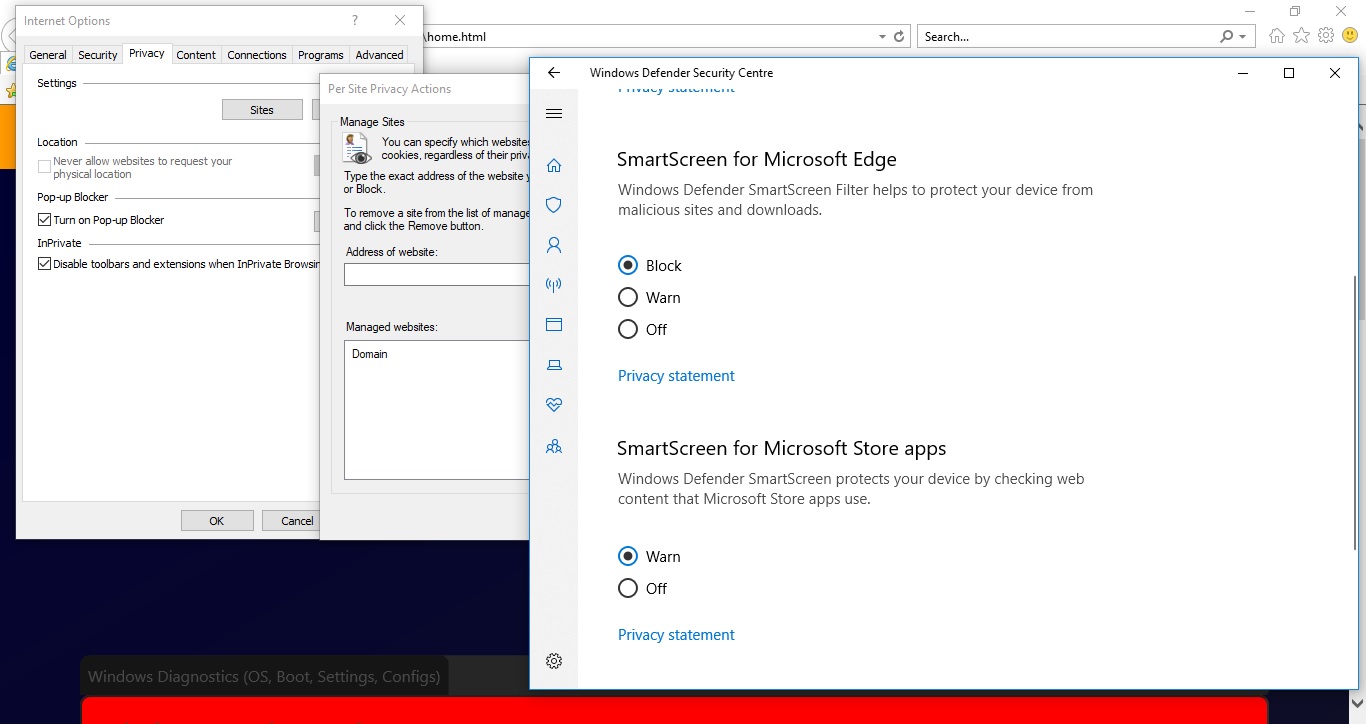 Internet Options
?
General Security Privacy Content Connections Programs Advanced
Settings
Sites
Location
Never allow websites to request your
physical location
Pop-up Blocker
Turn on Pop-up Blocker
InPrivate
Disable toolbars and extensions when InPrivate Browsin
OK
Cancel
\home.html
Search...
Per Site Privacy Actions
Manage Sites
You can specify which websites
cookies, regardless of their priva
Type the exact address of the website y
or Block.
To remove a site from the list of manage
and click the Remove button.
Address of website:
Managed websites:
Domain
Windows Defender Security Centre
Privacy statement
SmartScreen for Microsoft Edge
Windows Defender SmartScreen Filter helps to protect your device from
malicious sites and downloads.
Block
Warn
Off
Privacy statement
SmartScreen for Microsoft Store apps
Windows Defender SmartScreen protects your device by checking web
content that Microsoft Store apps use.
Warn
Off
Privacy statement
Windows Diagnostics (OS, Boot, Settings, Configs)